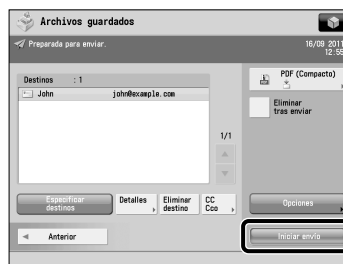 Archivos guardados
Preparada para enviar.
16/09 2011
12:55
Destinos : 1
John john@example.com
1/1
PDF (Compacto)
Eliminar
tras enviar
Especificar
destinos
Detalles
Eliminar
destino
CC
Cco
Opciones
Anterior
Iniciar envío